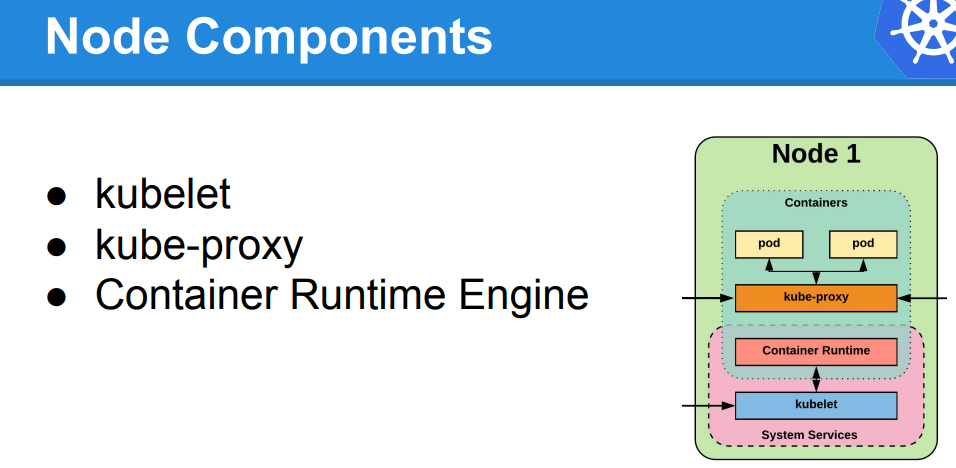 Node Components
● kubelet
● kube-proxy
● Container Runtime Engine
Node 1
Containers
pod pod
kube-proxy
Container Runtime
kubelet
System Services